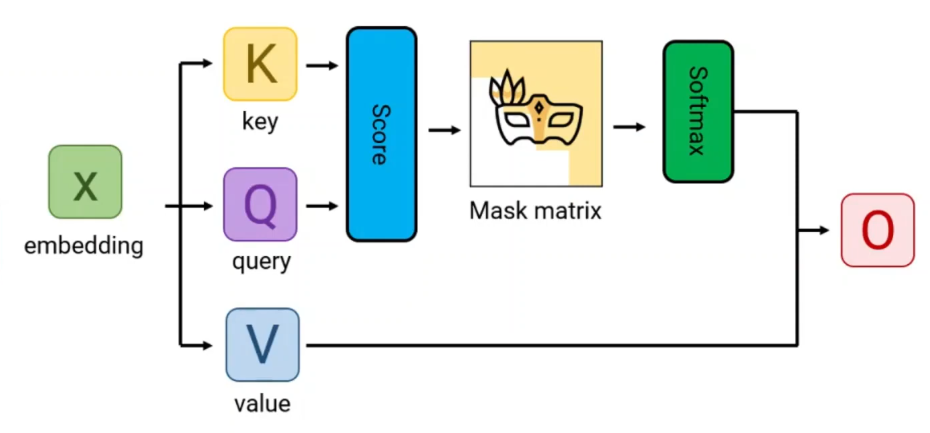 K
key
Score
Softmax
x
embedding
Q
query
Mask matrix
O
V
value